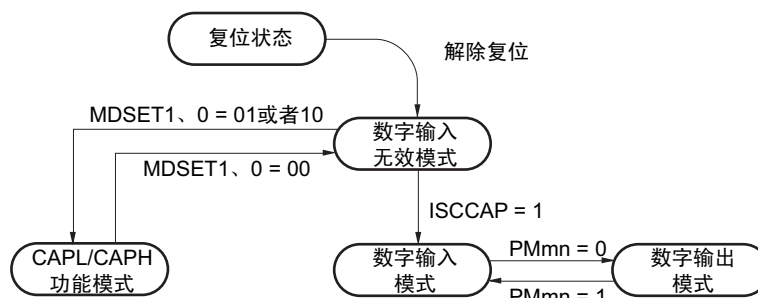 复位状态
解除复位
MDSET1、0 = 01或者10
数字输入
无效模式
MDSET1、0 = 00
ISCCAP = 1
CAPL/CAPH
功能模式
数字输入
模式
PMmn = 0
数字输出
模式
PMmn = 1